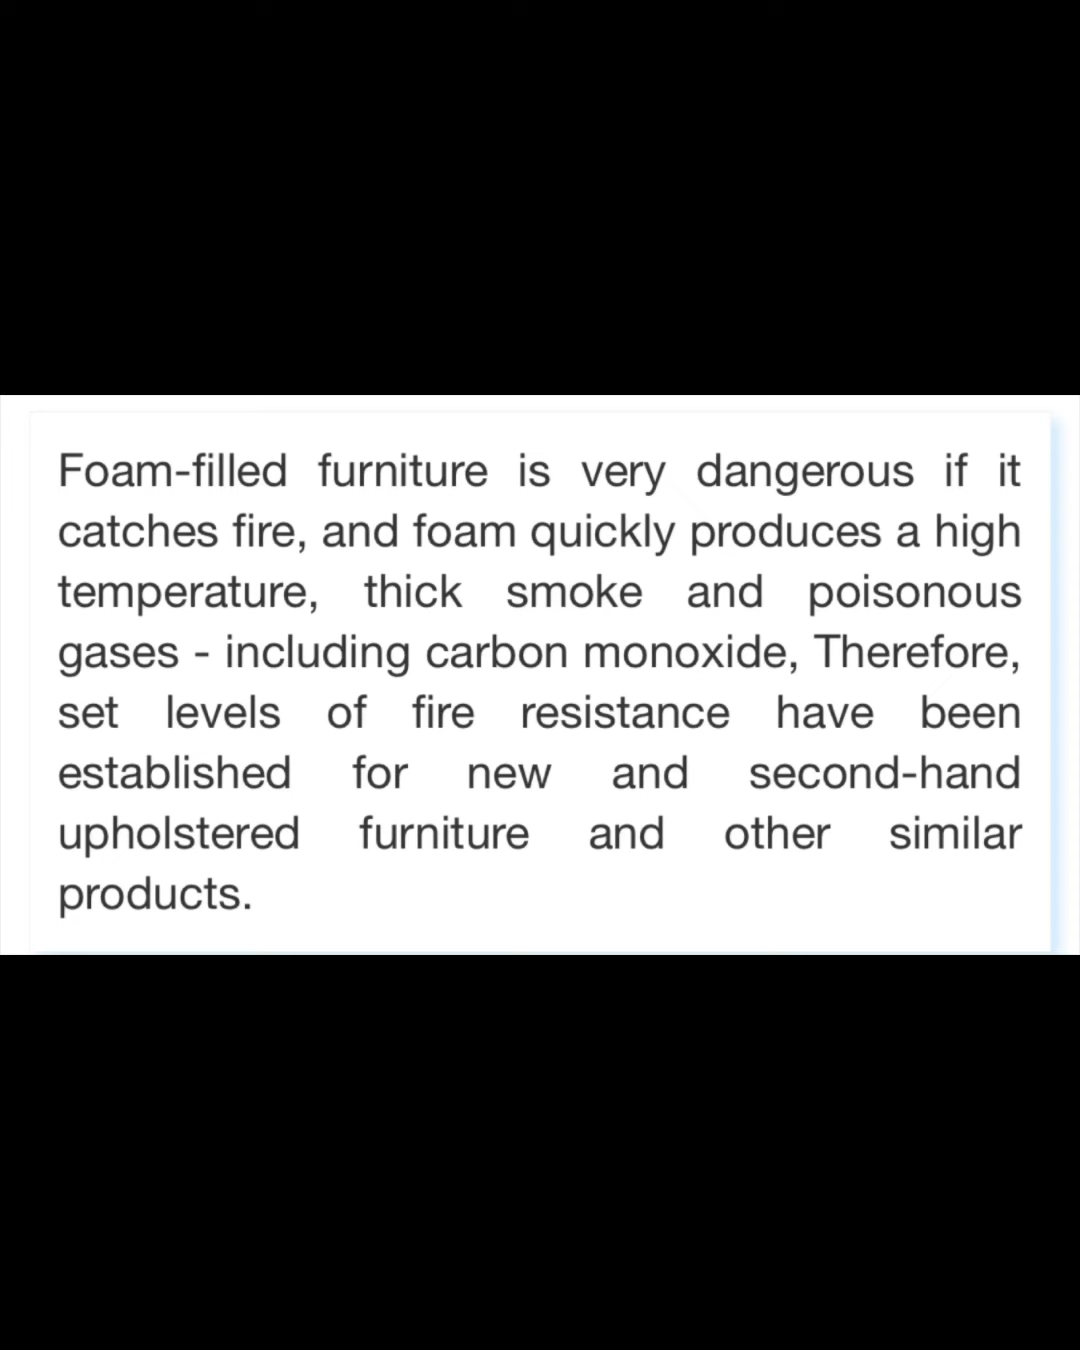 Foam-filled furniture is very dangerous if it
catches fire, and foam quickly produces a high
temperature, thick smoke and poisonous
gases - including carbon monoxide, Therefore,
set levels of fire resistance have been
established for new and second-hand
upholstered furniture and other similar
products.